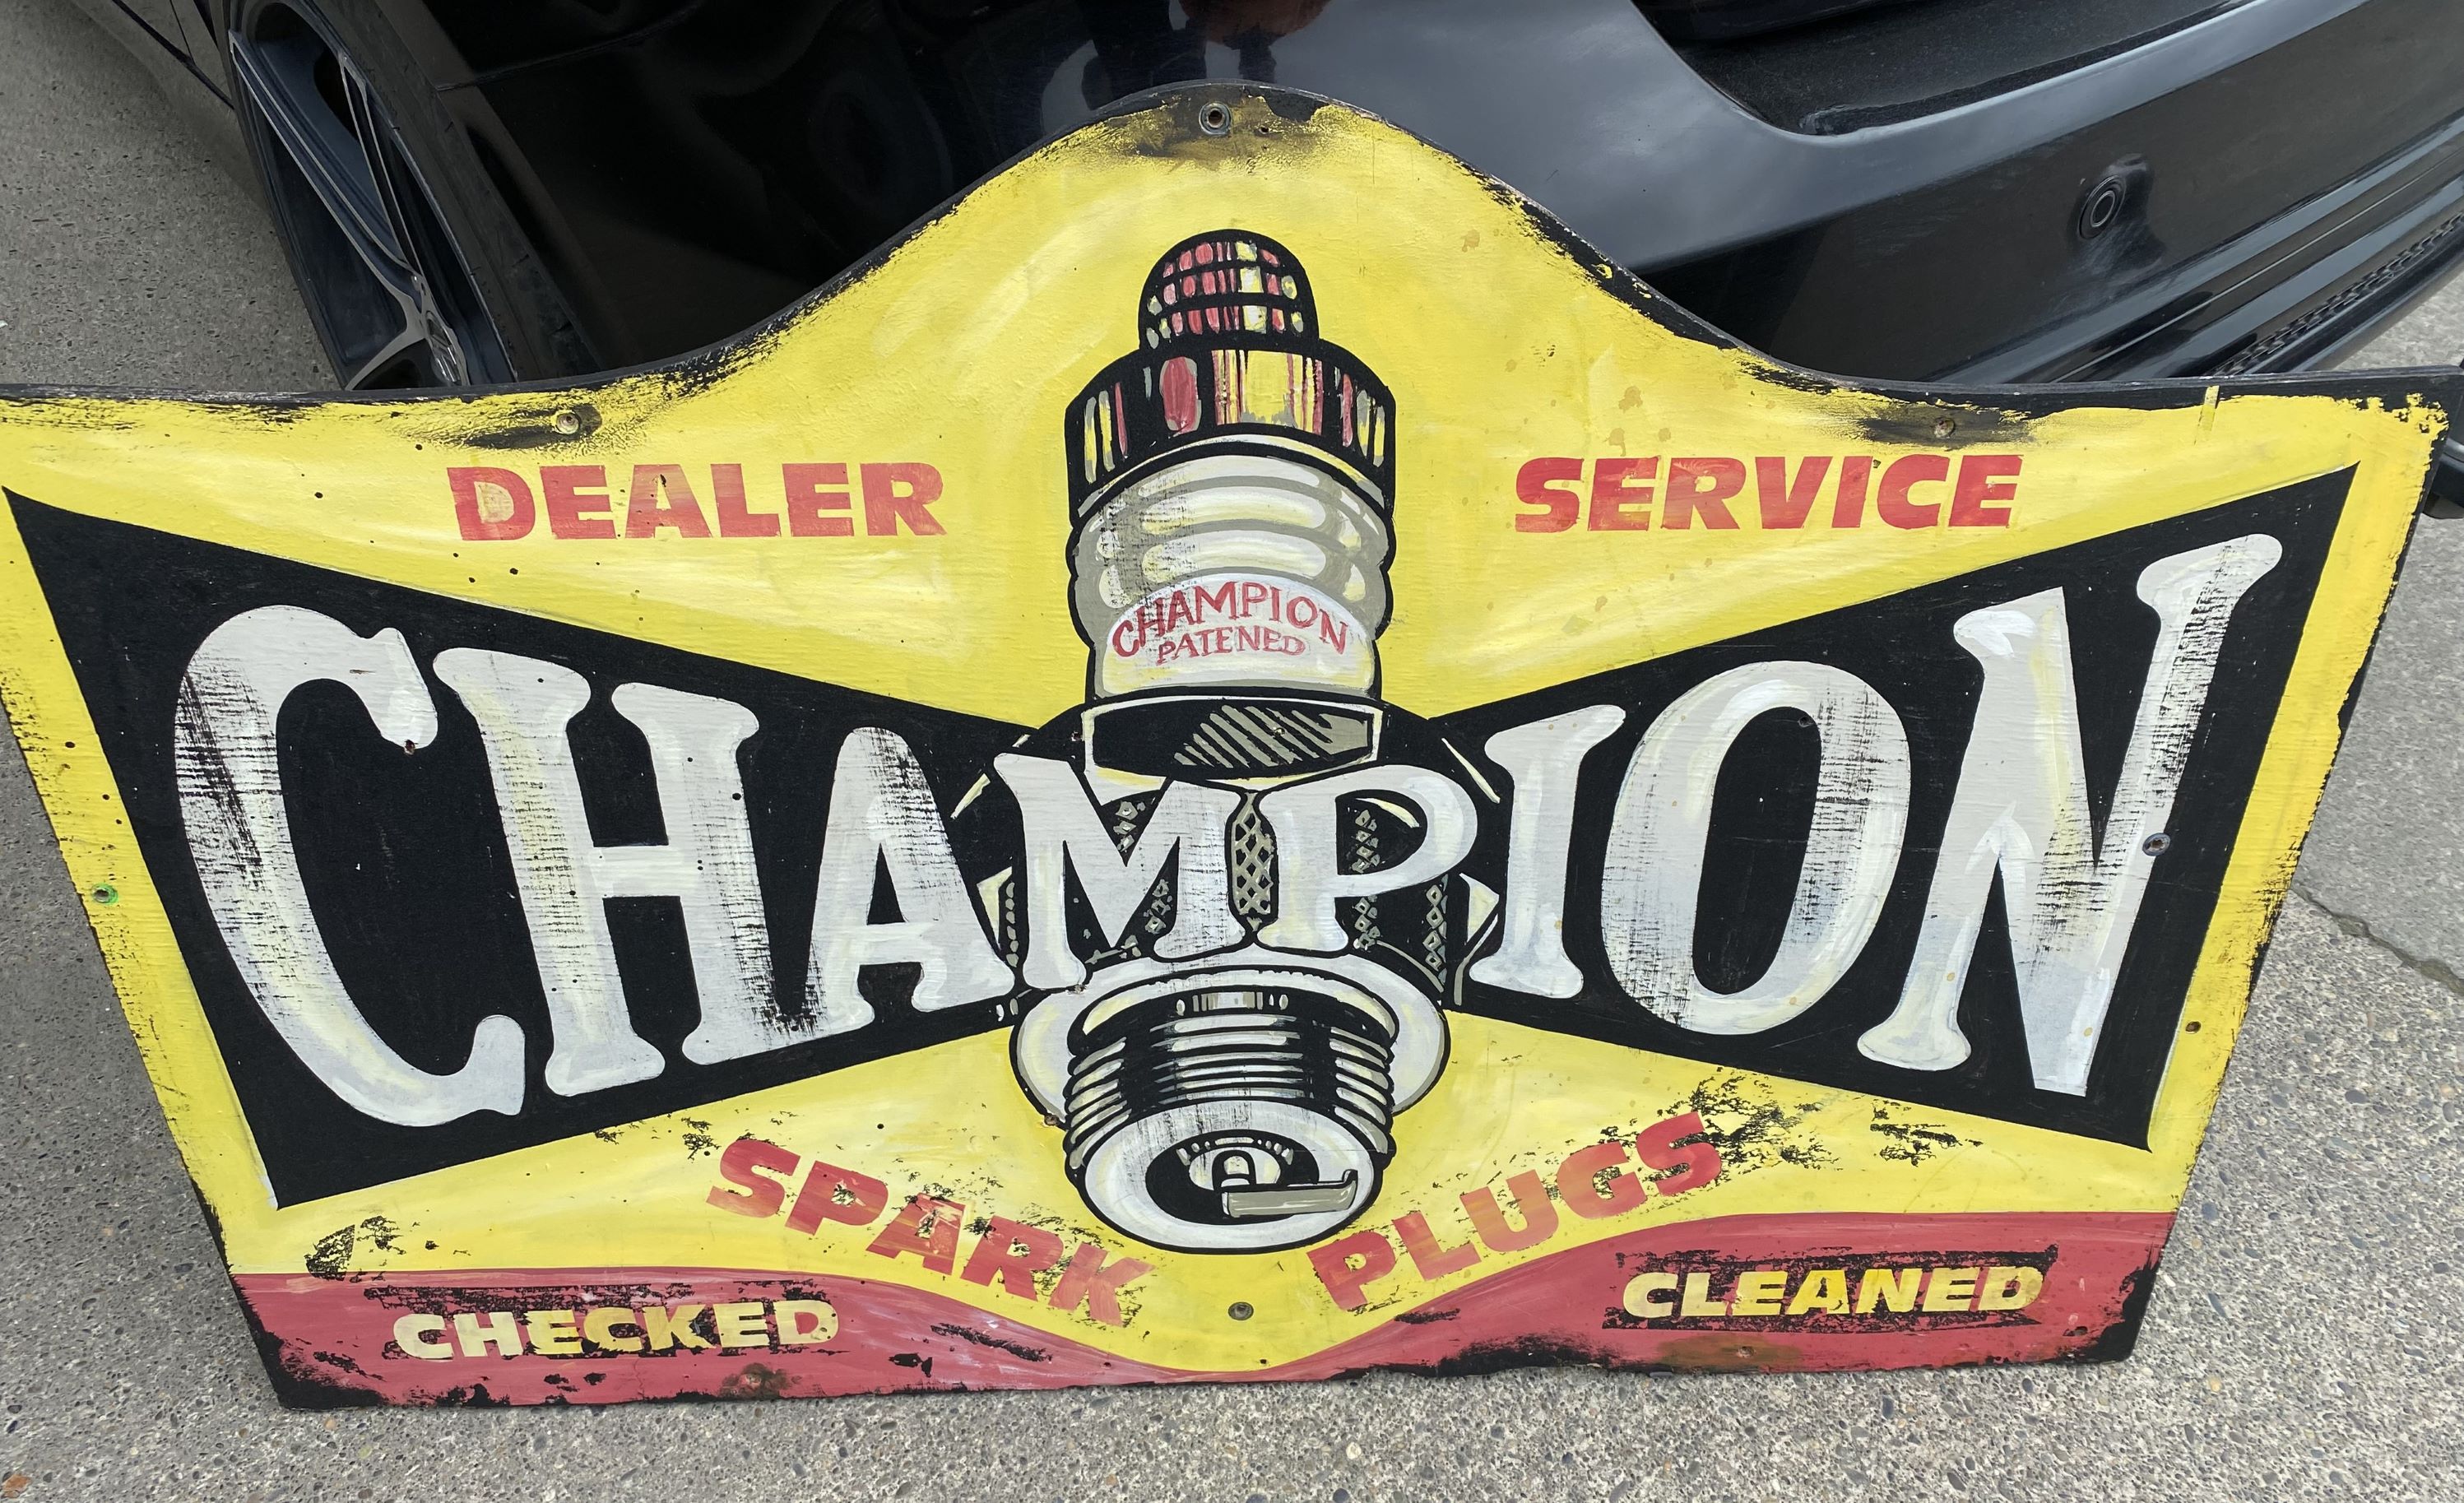 DEALER SERVICE
CHAMPION
PATENED
CHAMPION
SPARK PLUGS
CHECKED CLEANED